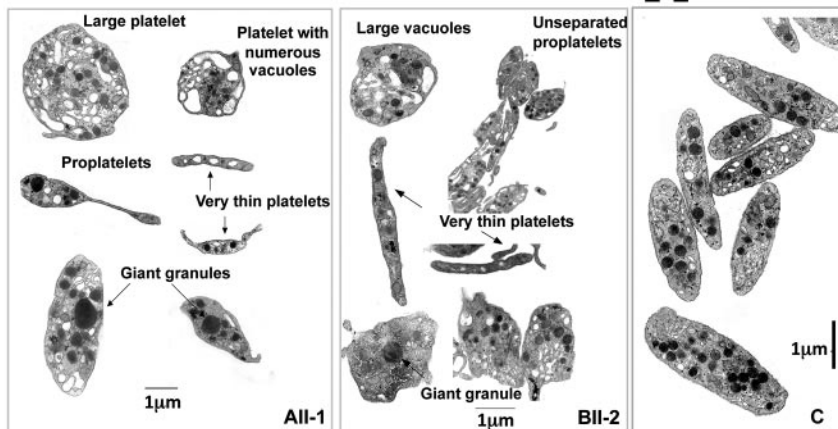 Large platelet
Platelet with
numerous
vacuoles
Proplatelets
Very thin platelets
Giant granules
1μm
AII-1
Large vacuoles
Unseparated
proplatelets
Very thin platelets
Giant granule
1μm
BII-2
1μm
C